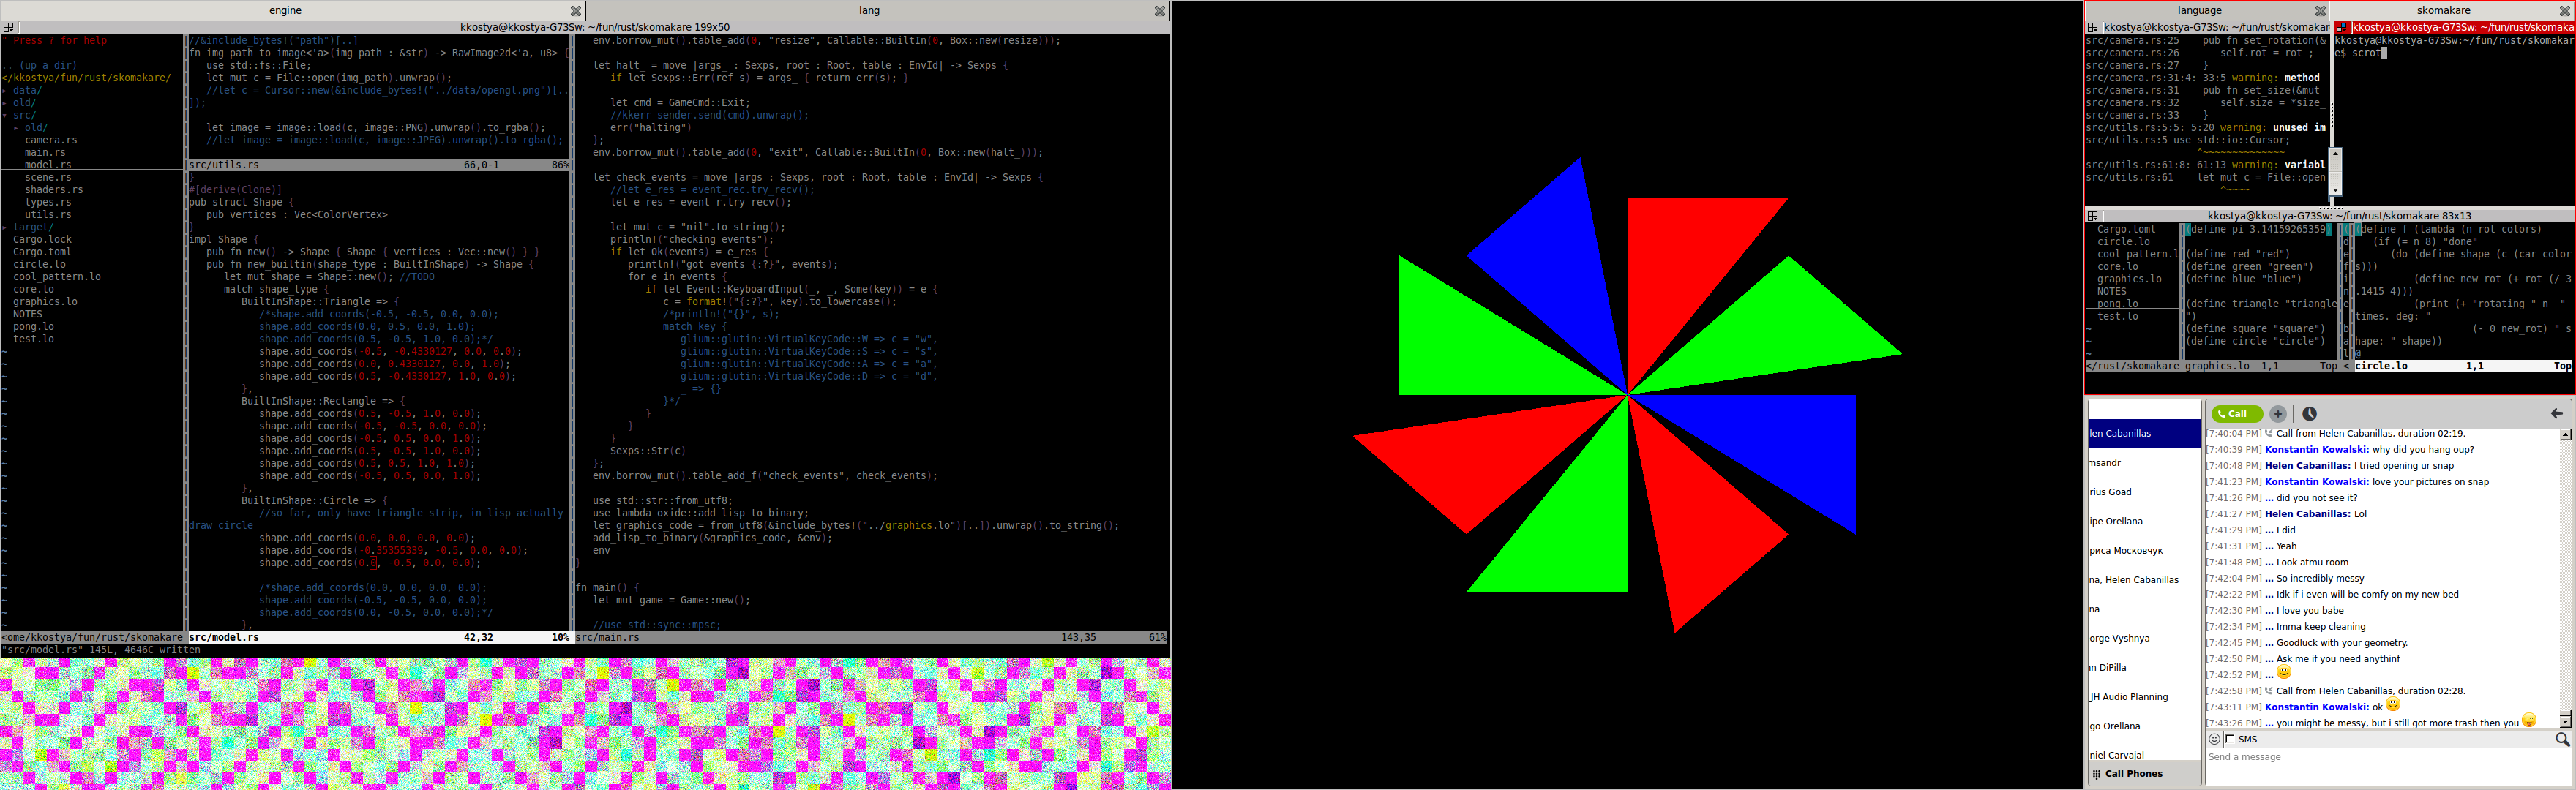 engine
lang
kkostya@kkostya-G73Sw: ~/fun/rust/skomakare 199x50
" Press ? for help
.. (up a dir)
</kkostya/fun/rust/skomakare/
▸ data/
▸ old/
▾ src/
▸ old/
camera.rs
main.rs
model.rs
scene.rs
shaders.rs
types.rs
utils.rs
▸ target/
Cargo.lock
Cargo.toml
circle.lo
cool_pattern.lo
core.lo
graphics.lo
NOTES
pong.lo
test.lo
<ome/kkostya/fun/rust/skomakare
//&include_bytes!("path")[..]
fn img_path_to_image<'a>(img_path : &str) -> RawImage2d<'a, u8> {
use std::fs::File;
let mut c = File::open(img_path).unwrap();
//let c = Cursor::new(&include_bytes!("../data/opengl.png")[..
]);
let image = image::load(c, image::PNG).unwrap().to_rgba();
//let image = image::load(c, image::JPEG).unwrap().to_rgba();
src/utils.rs 66,0-1 86%
}
#[derive(Clone)]
pub struct Shape {
pub vertices : Vec<ColorVertex>
}
impl Shape {
pub fn new() -> Shape { Shape { vertices : Vec::new() } }
pub fn new_builtin(shape_type : BuiltInShape) -> Shape {
let mut shape = Shape::new(); //TODO
match shape_type {
BuiltInShape::Triangle => {
/*shape.add_coords(-0.5, -0.5, 0.0, 0.0);
shape.add_coords(0.0, 0.5, 0.0, 1.0);
shape.add_coords(0.5, -0.5, 1.0, 0.0);*/
shape.add_coords(-0.5, -0.4330127, 0.0, 0.0);
shape.add_coords(0.0, 0.4330127, 0.0, 1.0);
shape.add_coords(0.5, -0.4330127, 1.0, 0.0);
},
BuiltInShape::Rectangle => {
shape.add_coords(0.5, -0.5, 1.0, 0.0);
shape.add_coords(-0.5, -0.5, 0.0, 0.0);
shape.add_coords(-0.5, 0.5, 0.0, 1.0);
shape.add_coords(0.5, -0.5, 1.0, 0.0);
shape.add_coords(0.5, 0.5, 1.0, 1.0);
shape.add_coords(-0.5, 0.5, 0.0, 1.0);
},
BuiltInShape::Circle => {
//so far, only have triangle strip, in lisp actually
draw circle
shape.add_coords(0.0, 0.0, 0.0, 0.0);
shape.add_coords(-0.35355339, -0.5, 0.0, 0.0);
shape.add_coords(0.0, -0.5, 0.0, 0.0);
/*shape.add_coords(0.0, 0.0, 0.0, 0.0);
shape.add_coords(-0.5, -0.5, 0.0, 0.0);
shape.add_coords(0.0, -0.5, 0.0, 0.0);*/
},
src/model.rs 42,32 10%
"src/model.rs" 145L, 4646C written
env.borrow_mut().table_add(0, "resize", Callable::BuiltIn(0, Box::new(resize)));
let halt_ = move |args_ : Sexps, root : Root, table : EnvId| -> Sexps {
if let Sexps::Err(ref s) = args_ { return err(s); }
let cmd = GameCmd::Exit;
//kkerr sender.send(cmd).unwrap();
err("halting")
};
env.borrow_mut().table_add(0, "exit", Callable::BuiltIn(0, Box::new(halt_)));
let check_events = move |args : Sexps, root : Root, table : EnvId| -> Sexps {
//let e_res = event_rec.try_recv();
let e_res = event_r.try_recv();
let mut c = "nil".to_string();
println!("checking events");
if let Ok(events) = e_res {
println!("got events {:?}", events);
for e in events {
if let Event::KeyboardInput(_, _, Some(key)) = e {
c = format!("{:?}", key).to_lowercase();
/*println!("{}", s);
match key {
glium::glutin::VirtualKeyCode::W => c = "w",
glium::glutin::VirtualKeyCode::S => c = "s",
glium::glutin::VirtualKeyCode::A => c = "a",
glium::glutin::VirtualKeyCode::D => c = "d",
_ => {}
}*/
}
}
}
Sexps::Str(c)
};
env.borrow_mut().table_add_f("check_events", check_events);
use std::str::from_utf8;
use lambda_oxide::add_lisp_to_binary;
let graphics_code = from_utf8(&include_bytes!("../graphics.lo")[..]).unwrap().to_string();
add_lisp_to_binary(&graphics_code, &env);
env
}
fn main() {
let mut game = Game::new();
//use std::sync::mpsc;
src/main.rs 143,35 61%
language
skomakare
kkostya@kkostya-G73Sw: ~/fun/rust/skomakar
kkostya@kkostya-G73Sw: ~/fun/rust/skomaka
src/camera.rs:25 pub fn set_rotation(&
src/camera.rs:26 self.rot = rot_;
src/camera.rs:27 }
src/camera.rs:31:4: 33:5 warning: method
src/camera.rs:31 pub fn set_size(&mut
src/camera.rs:32 self.size = *size_
src/camera.rs:33 }
src/utils.rs:5:5: 5:20 warning: unused im
src/utils.rs:5 use std::io::Cursor;
^~~~~~~~~~~~~~~
src/utils.rs:61:8: 61:13 warning: variabl
src/utils.rs:61 let mut c = File::open
^~~~~
kkostya@kkostya-G73Sw:~/fun/rust/skomakar
e$ scrot
kkostya@kkostya-G73Sw: ~/fun/rust/skomakare 83x13
Cargo.toml
circle.lo
cool_pattern.l
core.lo
graphics.lo
NOTES
pong.lo
test.lo
</rust/skomakare
(define pi 3.14159265359)
(define red "red")
(define green "green")
(define blue "blue")
(define triangle "triangle
")
(define square "square")
(define circle "circle")
graphics.lo 1,1 Top <
(define f (lambda (n rot colors)
(if (= n 8) "done"
(do (define shape (c (car color
s)))
(define new_rot (+ rot (/ 3
.1415 4)))
(print (+ "rotating " n "
times. deg: "
(- 0 new_rot) " s
hape: " shape))
@
circle.lo 1,1 Top
len Cabanillas
msandr
rius Goad
lipe Orellana
риса Московчук
na, Helen Cabanillas
na
eorge Vyshnya
nn DiPilla
JH Audio Planning
go Orellana
niel Carvajal
Call Phones
Call
[7:40:04 PM] Call from Helen Cabanillas, duration 02:19.
[7:40:39 PM] Konstantin Kowalski: why did you hang oup?
[7:40:48 PM] Helen Cabanillas: I tried opening ur snap
[7:41:23 PM] Konstantin Kowalski: love your pictures on snap
[7:41:26 PM] ... did you not see it?
[7:41:27 PM] Helen Cabanillas: Lol
[7:41:29 PM] ... I did
[7:41:31 PM] ... Yeah
[7:41:48 PM] ... Look atmu room
[7:42:04 PM] ... So incredibly messy
[7:42:22 PM] ... Idk if i even will be comfy on my new bed
[7:42:30 PM] ... I love you babe
[7:42:34 PM] ... Imma keep cleaning
[7:42:45 PM] ... Goodluck with your geometry.
[7:42:50 PM] ... Ask me if you need anythinf
[7:42:52 PM] ...
[7:42:58 PM] Call from Helen Cabanillas, duration 02:28.
[7:43:11 PM] Konstantin Kowalski: ok
[7:43:26 PM] ... you might be messy, but i still got more trash then you
SMS
Send a message